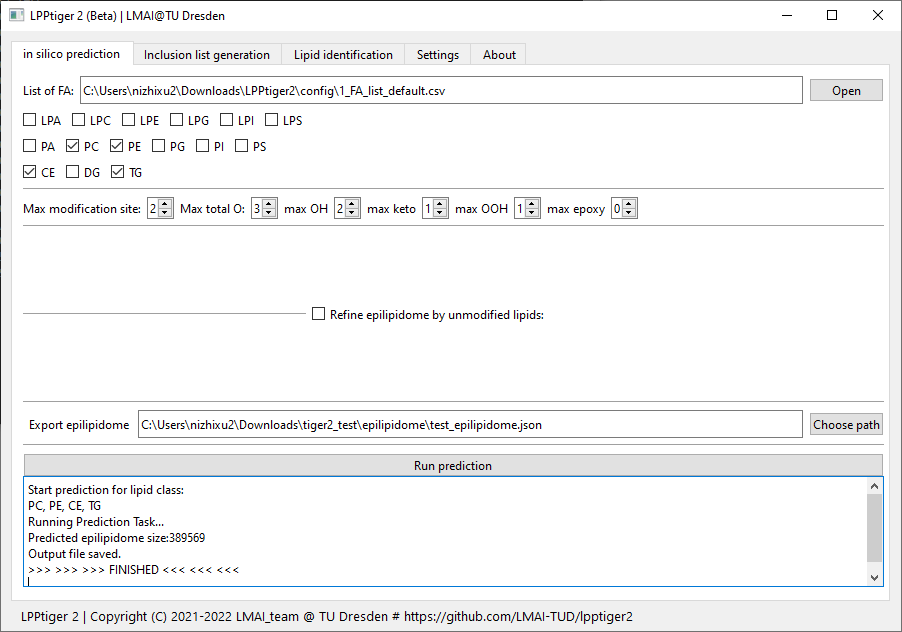 LPPtiger 2 (Beta) | LMAI@TU Dresden
in silico prediction Inclusion list generation Lipid identification Settings About
List of FA: C:\Users\nizhixu2\Downloads\LPPtiger2\config\1_FA_list_default.csv Open
LPA LPC LPE LPG LPI LPS
PA PC PE PG PI PS
CE DG TG
Max modification site: 2 Max total O: 3 max OH 2 max keto 1 max OOH 1 max epoxy 0
Refine epilipidome by unmodified lipids:
Export epilipidome C:\Users\nizhixu2\Downloads\tiger2_test\epilipidome\test_epilipidome.json Choose path
Run prediction
Start prediction for lipid class:
PC, PE, CE, TG
Running Prediction Task...
Predicted epilipidome size:389569
Output file saved.
>>> >>> >>> FINISHED <<< <<< <<<
LPPtiger 2 | Copyright (C) 2021-2022 LMAI_team @ TU Dresden # https://github.com/LMAI-TUD/lpptiger2